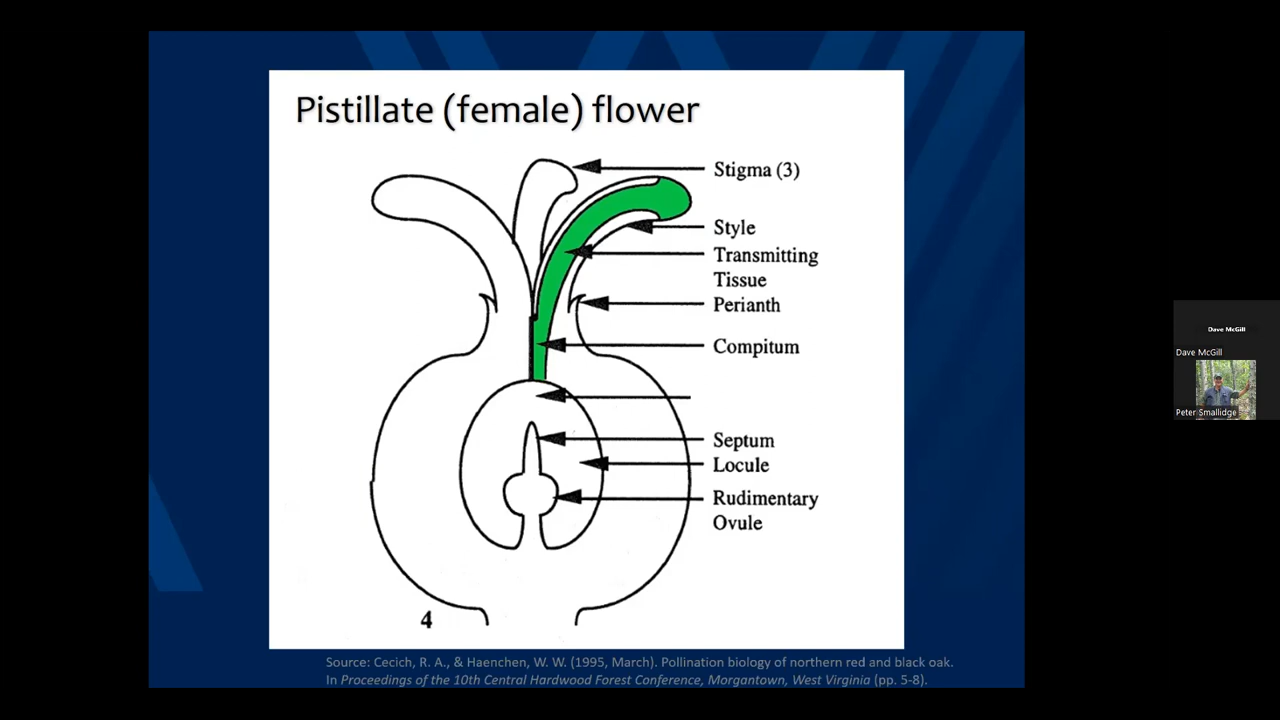 Pistillate (female) flower
Stigma (3)
Style
Transmitting
Tissue
Perianth
Compitum
Septum
Locule
Rudimentary
Ovule
4
Dave McGill
Dave McGill
Peter Smallidge
Source: Cecich, R. A., & Haenchen, W. W. (1995, March). Pollination biology of northern red and black oak.
In Proceedings of the 10th Central Hardwood Forest Conference, Morgantown, West Virginia (pp. 5-8).